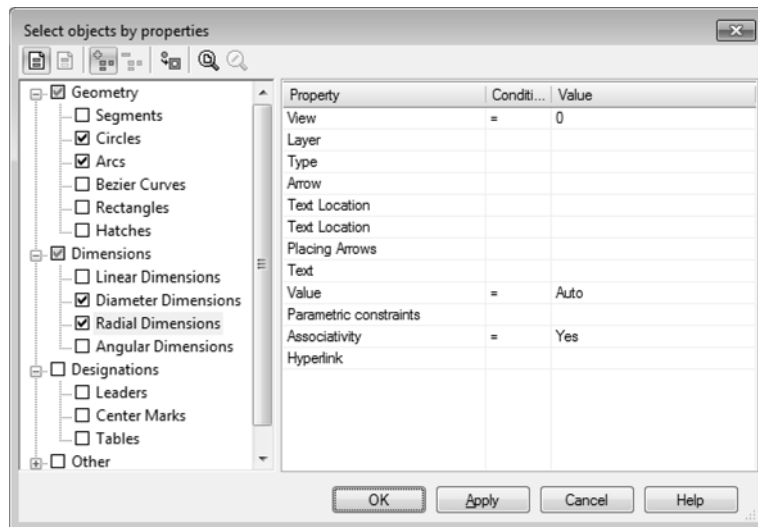 Select objects by properties
Geometry
Segments
Circles
Arcs
Bezier Curves
Rectangles
Hatches
Dimensions
Linear Dimensions
Diameter Dimensions
Radial Dimensions
Angular Dimensions
Designations
Leaders
Center Marks
Tables
Other
Property Conditi... Value
View = 0
Layer
Type
Arrow
Text Location
Text Location
Placing Arrows
Text
Value = Auto
Parametric constraints
Associativity = Yes
Hyperlink
OK Apply Cancel Help